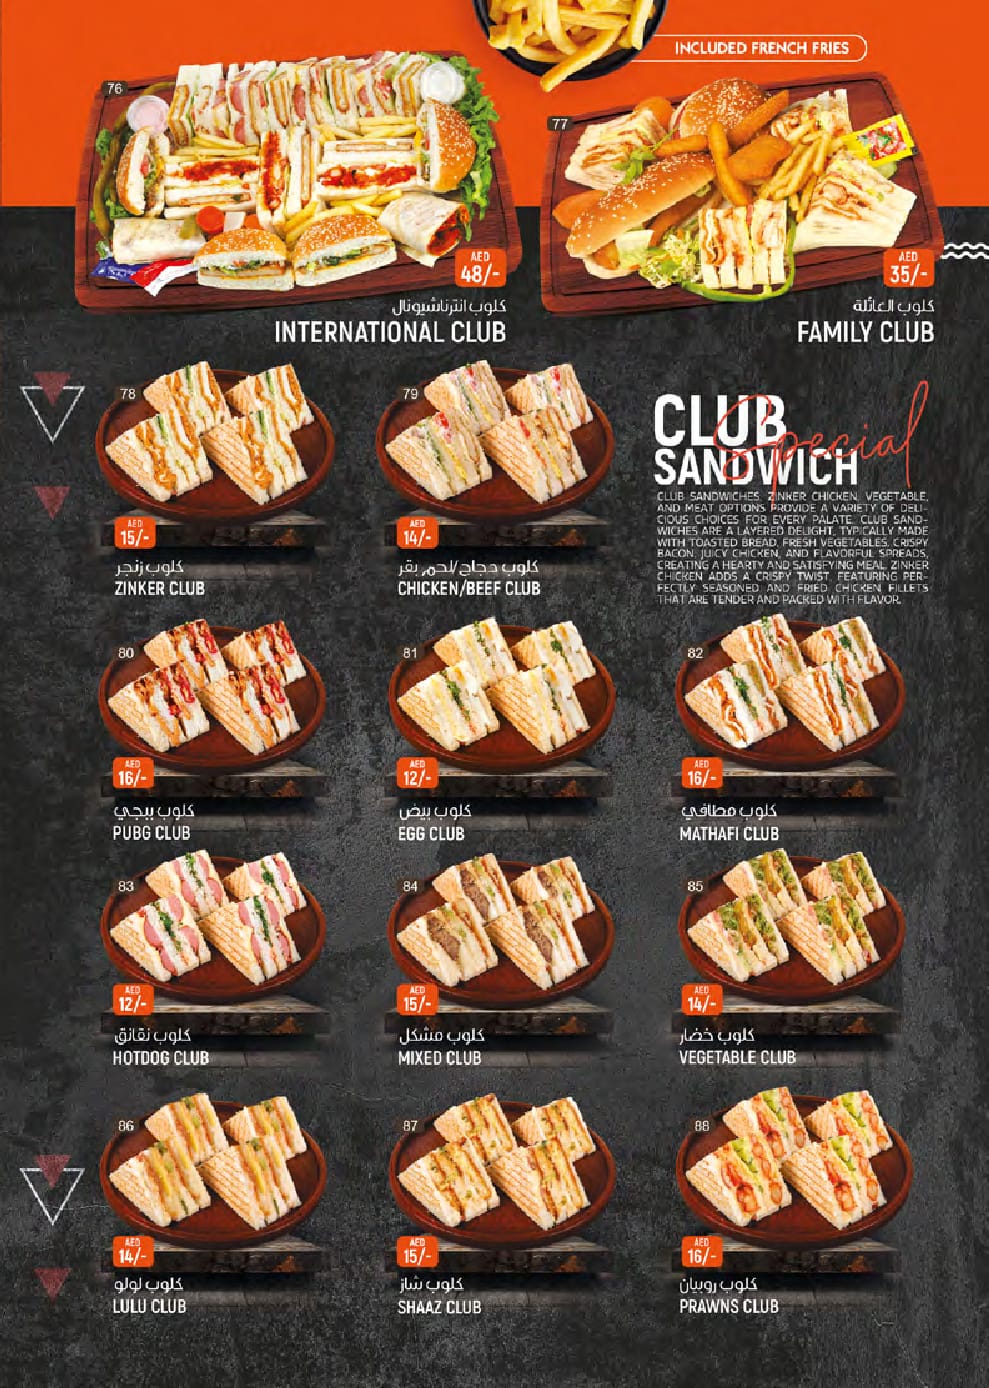 INCLUDED FRENCH FRIES
76
AED
48/-
كلوب انترناشيونال
INTERNATIONAL CLUB
77
AED
35/-
كلوب العائلة
FAMILY CLUB
78
AED
15/-
كلوب زنجر
ZINKER CLUB
79
AED
14/-
كلوب دجاج/لحم بقر
CHICKEN/BEEF CLUB
CLUB
Special
SANDWICH
CLUB SANDWICHES, ZINKER CHICKEN, VEGETABLE,
AND MEAT OPTIONS PROVIDE A VARIETY OF DELI-
CIOUS CHOICES FOR EVERY PALATE. CLUB SAND-
WICHES ARE A LAYERED DELIGHT, TYPICALLY MADE
WITH TOASTED BREAD, FRESH VEGETABLES, CRISPY
BACON, JUICY CHICKEN, AND FLAVORFUL SPREADS,
CREATING A HEARTY AND SATISFYING MEAL. ZINKER
CHICKEN ADDS A CRISPY TWIST, FEATURING PER-
FECTLY SEASONED AND FRIED CHICKEN FILLETS
THAT ARE TENDER AND PACKED WITH FLAVOR.
80
AED
16/-
كلوب ببجي
PUBG CLUB
81
AED
12/-
كلوب بيض
EGG CLUB
82
AED
16/-
كلوب مطافي
MATHAFI CLUB
83
AED
12/-
كلوب نقانق
HOTDOG CLUB
84
AED
15/-
كلوب مشكل
MIXED CLUB
85
AED
14/-
كلوب خضار
VEGETABLE CLUB
86
AED
14/-
كلوب لولو
LULU CLUB
87
AED
15/-
كلوب شاز
SHAAZ CLUB
88
AED
16/-
كلوب روبيان
PRAWNS CLUB